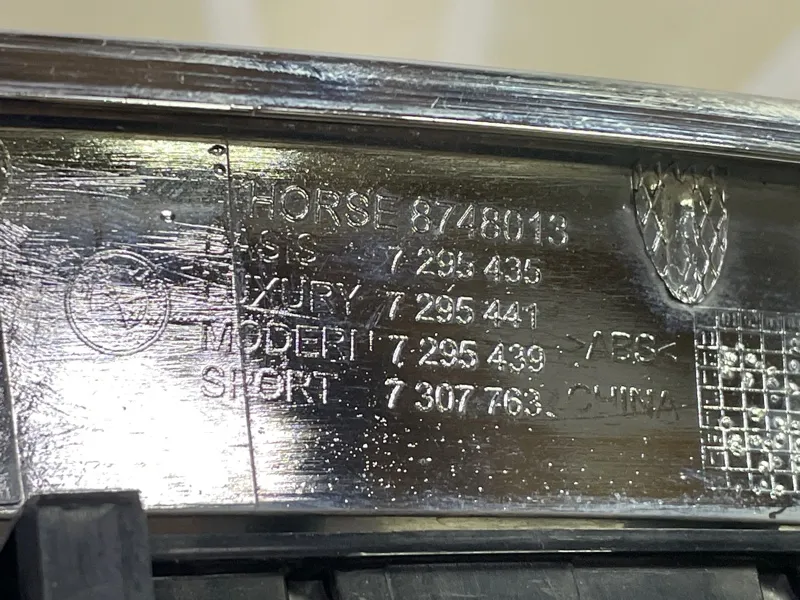 HORSE 8748013
BASIS 7 295 435
LUXURY 7 295 441
MODERN 7 295 439 >ABS<
SPORT 7 307 763 CHINA